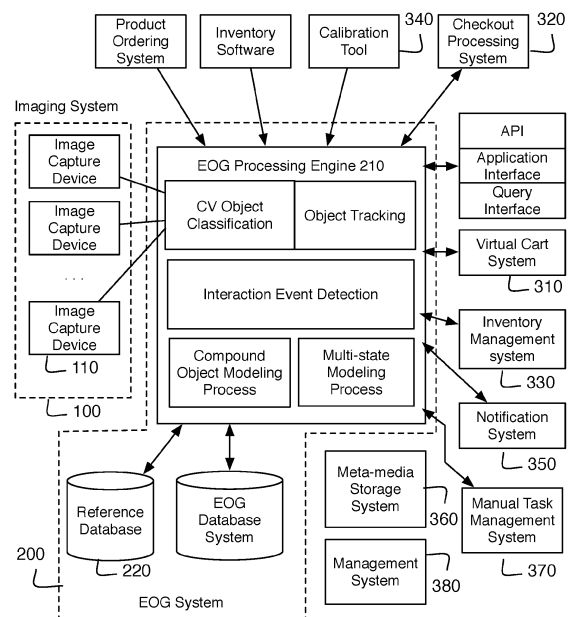 Product
Ordering
System
Inventory
Software
Calibration
Tool
340
Checkout
Processing
System
320
Imaging System
Image
Capture
Device
Image
Capture
Device
. . .
Image
Capture
Device
110
100
EOG Processing Engine 210
CV Object
Classification
Object Tracking
Interaction Event Detection
Compound
Object Modeling
Process
Multi-state
Modeling
Process
API
Application
Interface
Query
Interface
Virtual Cart
System
310
Inventory
Management
system
330
Notification
System
350
Reference
Database
220
EOG
Database
System
200
EOG System
Meta-media
Storage
System
360
Management
System
380
Manual Task
Management
System
370